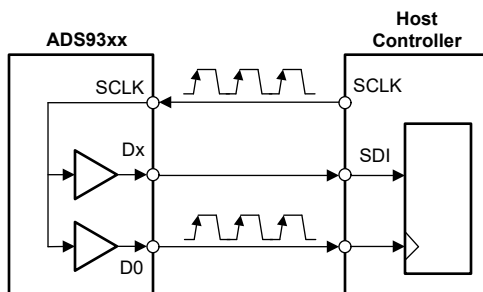 ADS93xx
Host
Controller
SCLK
SCLK
Dx
SDI
D0